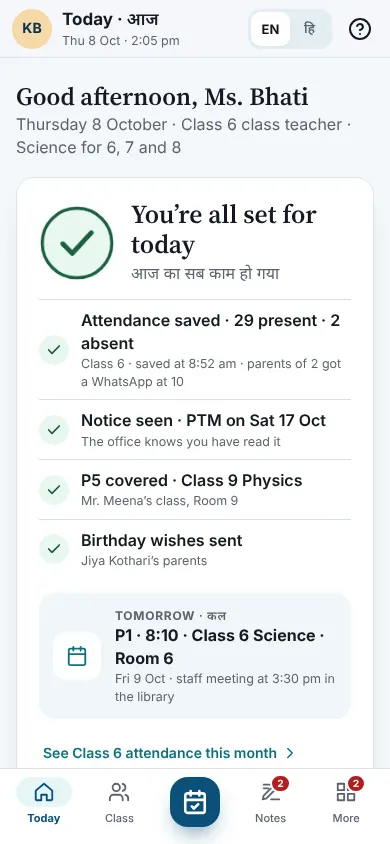 KB
Today · आज
Thu 8 Oct · 2:05 pm
EN
हि
Good afternoon, Ms. Bhati
Thursday 8 October · Class 6 class teacher ·
Science for 6, 7 and 8
You’re all set for
today
आज का सब काम हो गया
Attendance saved · 29 present · 2
absent
Class 6 · saved at 8:52 am · parents of 2 got
a WhatsApp at 10
Notice seen · PTM on Sat 17 Oct
The office knows you have read it
P5 covered · Class 9 Physics
Mr. Meena’s class, Room 9
Birthday wishes sent
Jiya Kothari’s parents
TOMORROW · कल
P1 · 8:10 · Class 6 Science ·
Room 6
Fri 9 Oct · staff meeting at 3:30 pm in
the library
See Class 6 attendance this month
2
2
Today
Class
Notes
More